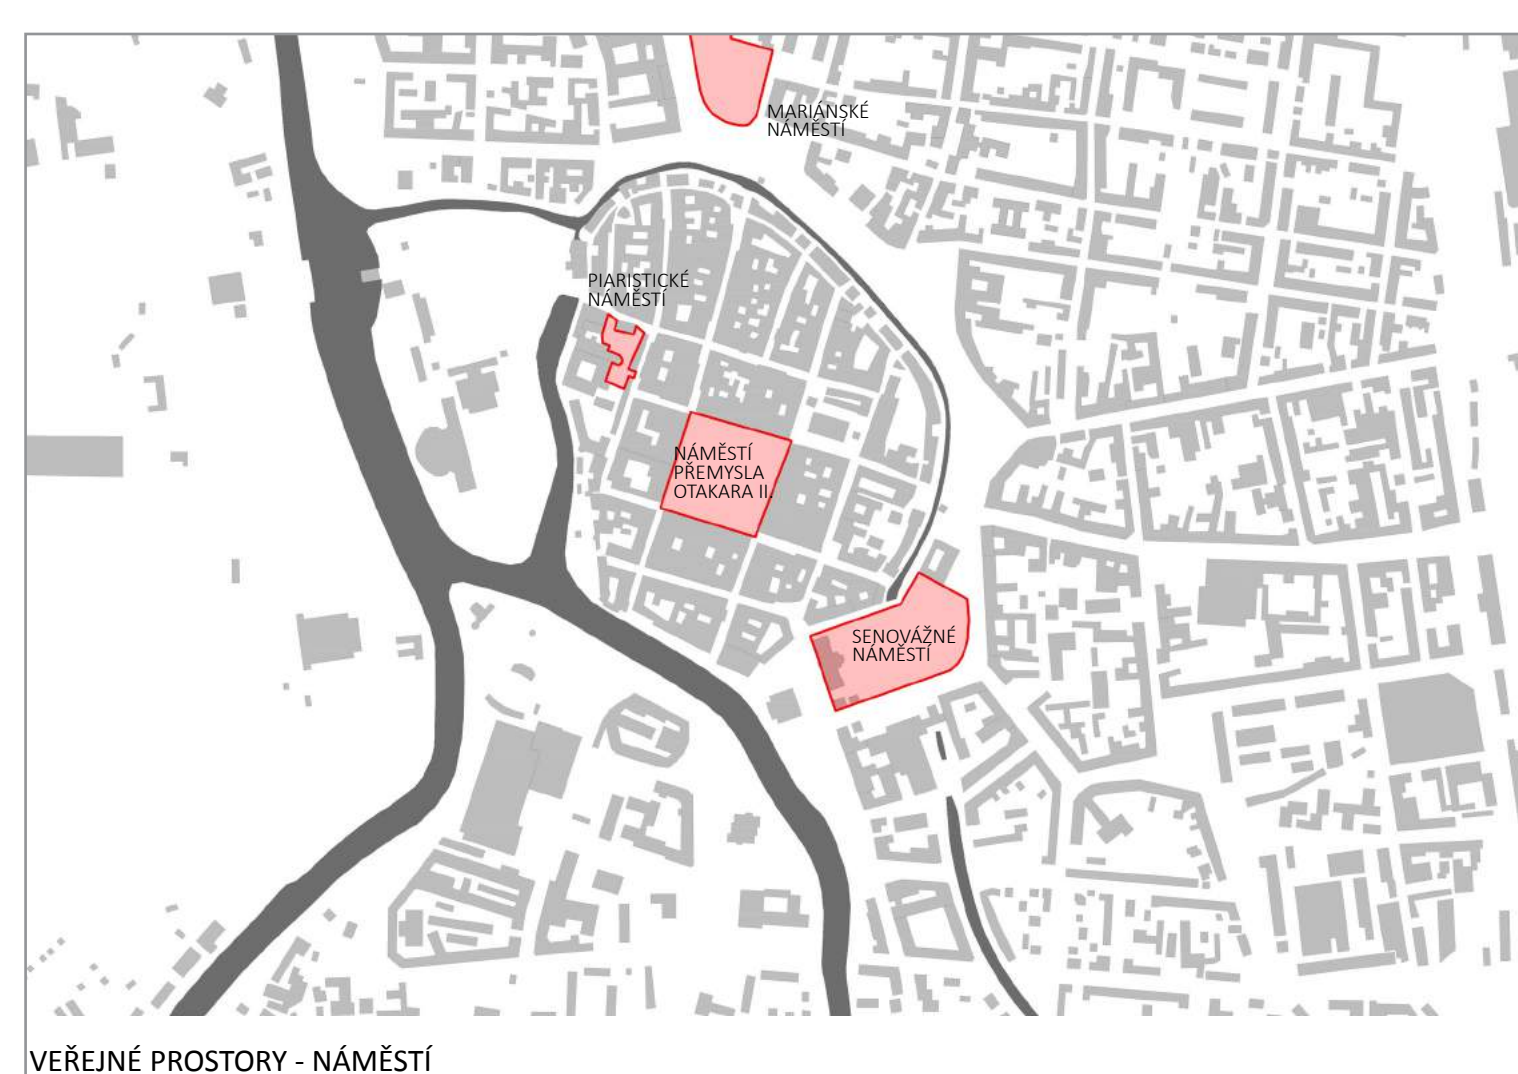 MARIÁNSKÉ
NÁMĚSTÍ
PIARISTICKÉ
NÁMĚSTÍ
NÁMĚSTÍ
PŘEMYSLA
OTAKARA II.
SENOVÁŽNÉ
NÁMĚSTÍ
VEŘEJNÉ PROSTORY - NÁMĚSTÍ